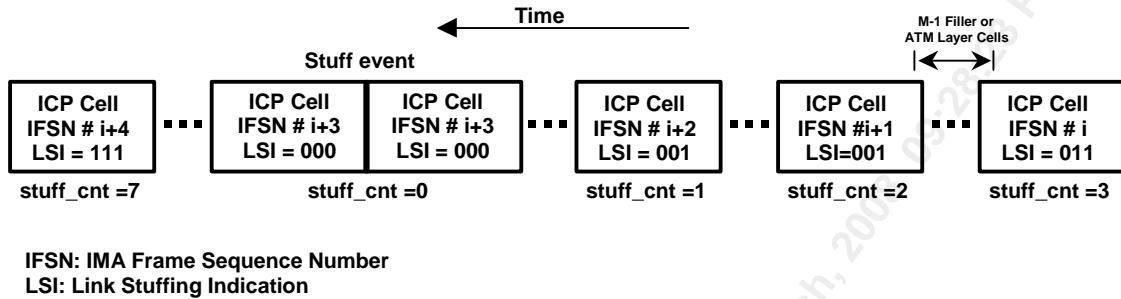 Time
M-1 Filler or
ATM Layer Cells
Stuff event
ICP Cell
IFSN # i+4
LSI = 111
ICP Cell
IFSN # i+3
LSI = 000
ICP Cell
IFSN # i+3
LSI = 000
ICP Cell
IFSN # i+2
LSI = 001
ICP Cell
IFSN #i+1
LSI=001
ICP Cell
IFSN # i
LSI = 011
stuff_cnt =7
stuff_cnt =0
stuff_cnt =1
stuff_cnt =2
stuff_cnt =3
IFSN: IMA Frame Sequence Number
LSI: Link Stuffing Indication